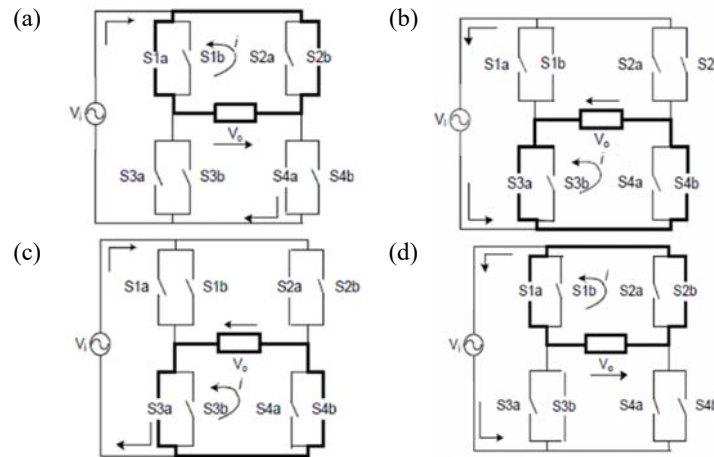 (a)
S1a S1b i S2a S2b
Vi
Vo
S3a S3b S4a S4b
(b)
S1a S1b S2a S2
Vi
Vo
S3a S3b i S4a S4b
(c)
S1a S1b S2a S2b
Vi
Vo
S3a S3b i S4a S4b
(d)
S1a S1b i S2a S2b
Vi
Vo
S3a S3b S4a S4b